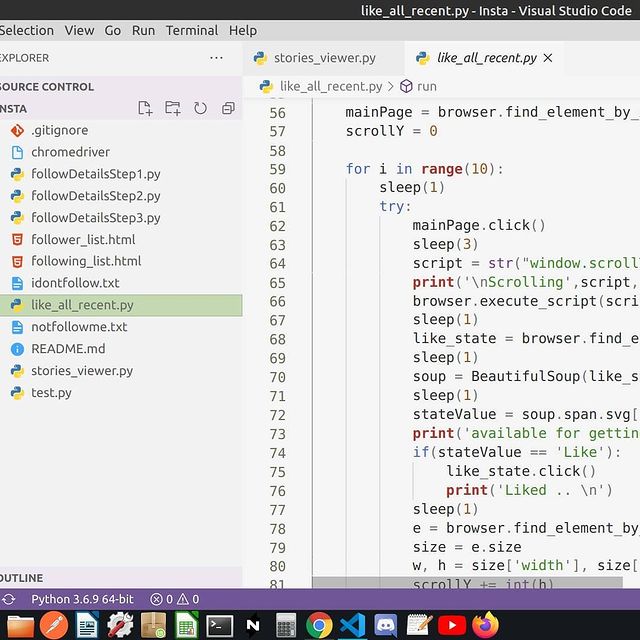 like_all_recent.py - Insta - Visual Studio Code
Selection View Go Run Terminal Help
EXPLORER ...
stories_viewer.py like_all_recent.py ×
SOURCE CONTROL
like_all_recent.py > run
INSTA
.gitignore
chromedriver
followDetailsStep1.py
followDetailsStep2.py
followDetailsStep3.py
follower_list.html
following_list.html
idontfollow.txt
like_all_recent.py
notfollowme.txt
README.md
stories_viewer.py
test.py
OUTLINE
56 mainPage = browser.find_element_by_
57 scrollY = 0
58
59 for i in range(10):
60 sleep(1)
61 try:
62 mainPage.click()
63 sleep(3)
64 script = str("window.scroll
65 print('\nScrolling',script,
66 browser.execute_script(scri
67 sleep(1)
68 like_state = browser.find_e
69 sleep(1)
70 soup = BeautifulSoup(like_s
71 sleep(1)
72 stateValue = soup.span.svg[
73 print('available for gettin
74 if(stateValue == 'Like'):
75 like_state.click()
76 print('Liked .. \n')
77 sleep(1)
78 e = browser.find_element_by_
79 size = e.size
80 w, h = size['width'], size[
81 scrollY += int(h)
Python 3.6.9 64-bit 0 0